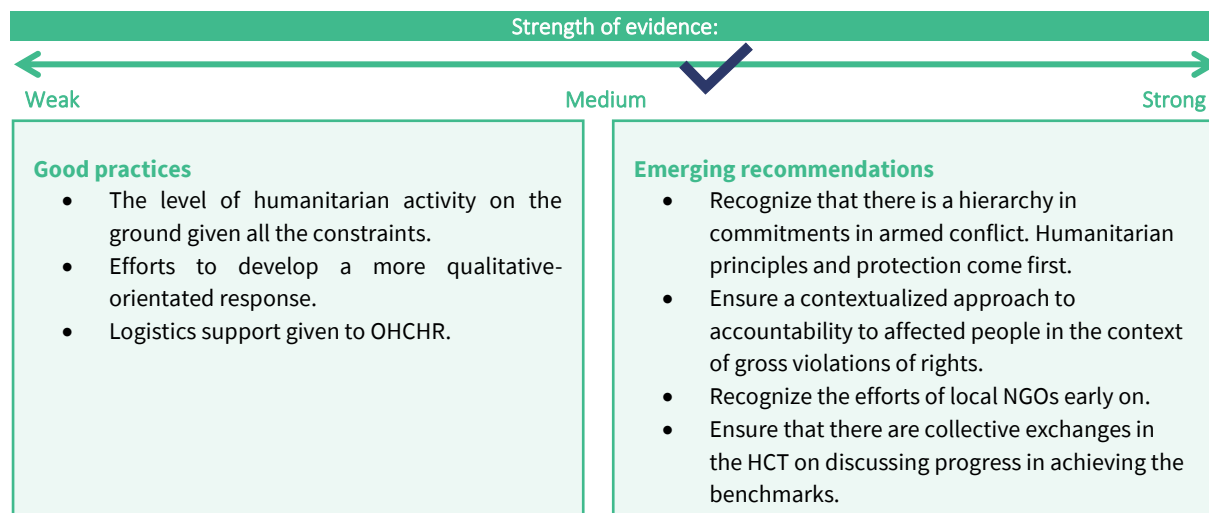 Strength of evidence:
Weak
Medium
Strong
Good practices
• The level of humanitarian activity on the
ground given all the constraints.
• Efforts to develop a more qualitative-
orientated response.
• Logistics support given to OHCHR.
Emerging recommendations
• Recognize that there is a hierarchy in
commitments in armed conflict. Humanitarian
principles and protection come first.
• Ensure a contextualized approach to
accountability to affected people in the context
of gross violations of rights.
• Recognize the efforts of local NGOs early on.
• Ensure that there are collective exchanges in
the HCT on discussing progress in achieving the
benchmarks.